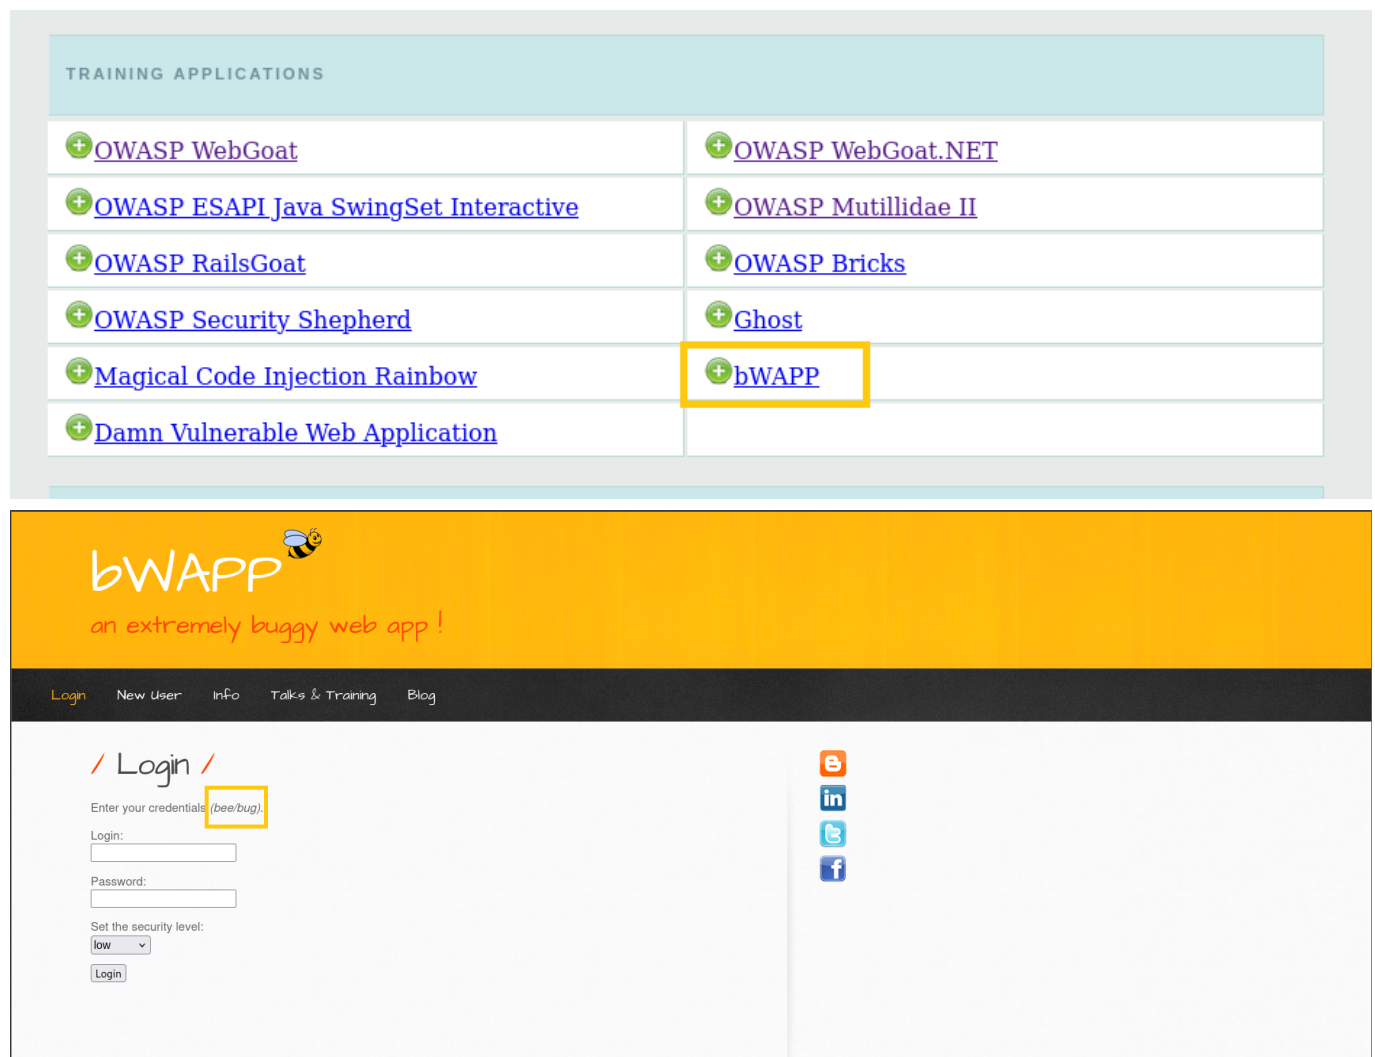 TRAINING APPLICATIONS
OWASP WebGoat
OWASP WebGoat.NET
OWASP ESAPI Java SwingSet Interactive
OWASP Mutillidae II
OWASP RailsGoat
OWASP Bricks
OWASP Security Shepherd
Ghost
Magical Code Injection Rainbow
bWAPP
Damn Vulnerable Web Application
bWAPP
an extremely buggy web app !
Login New User Info Talks & Training Blog
/ Login /
Enter your credentials (bee/bug).
Login:
Password:
Set the security level:
low
Login